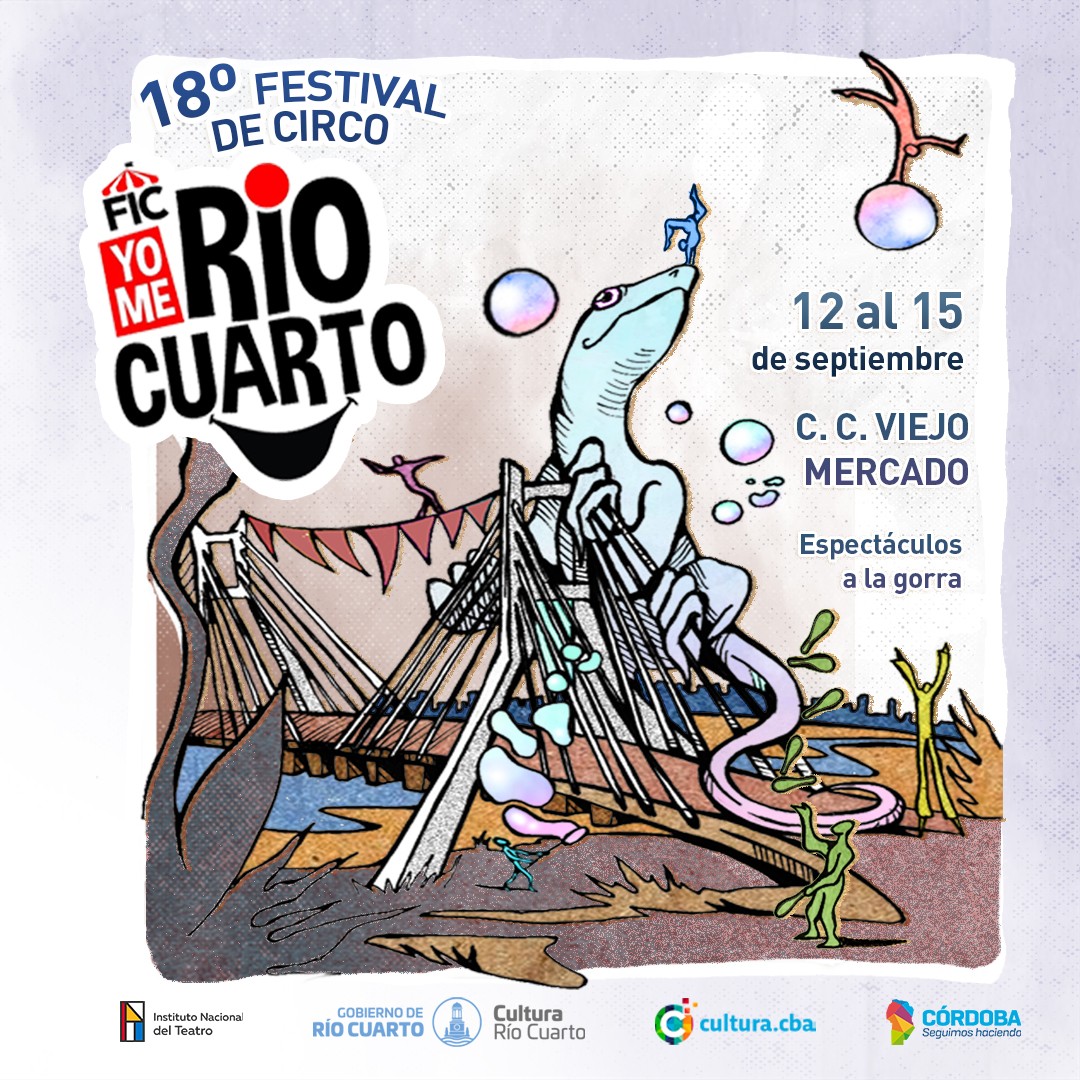 18º FESTIVAL
DE CIRCO
FIC
YO
ME
RIO
CUARTO
12 al 15
de septiembre
C. C. VIEJO
MERCADO
Espectáculos
a la gorra
Instituto Nacional
del Teatro
GOBIERNO DE
RÍO CUARTO
Cultura
Río Cuarto
cultura.cba
CÓRDOBA
Seguimos haciendo